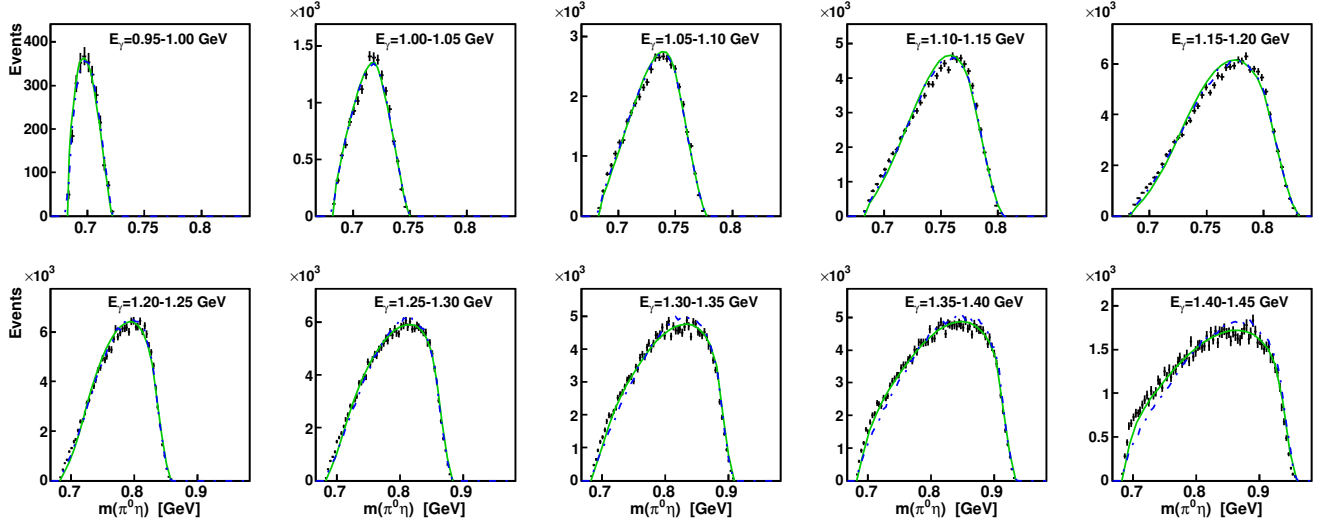 ×10³ ×10³ ×10³ ×10³
Events
E_γ=0.95-1.00 GeV
400
300
200
100
0
0.7 0.75 0.8
E_γ=1.00-1.05 GeV
1.5
1.0
0.5
0
0.7 0.75 0.8
E_γ=1.05-1.10 GeV
3
2
1
0
0.7 0.75 0.8
E_γ=1.10-1.15 GeV
5
4
3
2
1
0
0.7 0.75 0.8
E_γ=1.15-1.20 GeV
6
4
2
0
0.7 0.75 0.8
×10³ ×10³ ×10³ ×10³ ×10³
Events
E_γ=1.20-1.25 GeV
6
4
2
0
0.7 0.8 0.9
m(π⁰η) [GeV]
E_γ=1.25-1.30 GeV
6
4
2
0
0.7 0.8 0.9
m(π⁰η) [GeV]
E_γ=1.30-1.35 GeV
5
4
3
2
1
0
0.7 0.8 0.9
m(π⁰η) [GeV]
E_γ=1.35-1.40 GeV
5
4
3
2
1
0
0.7 0.8 0.9
m(π⁰η) [GeV]
E_γ=1.40-1.45 GeV
2.0
1.5
1.0
0.5
0
0.7 0.8 0.9
m(π⁰η) [GeV]